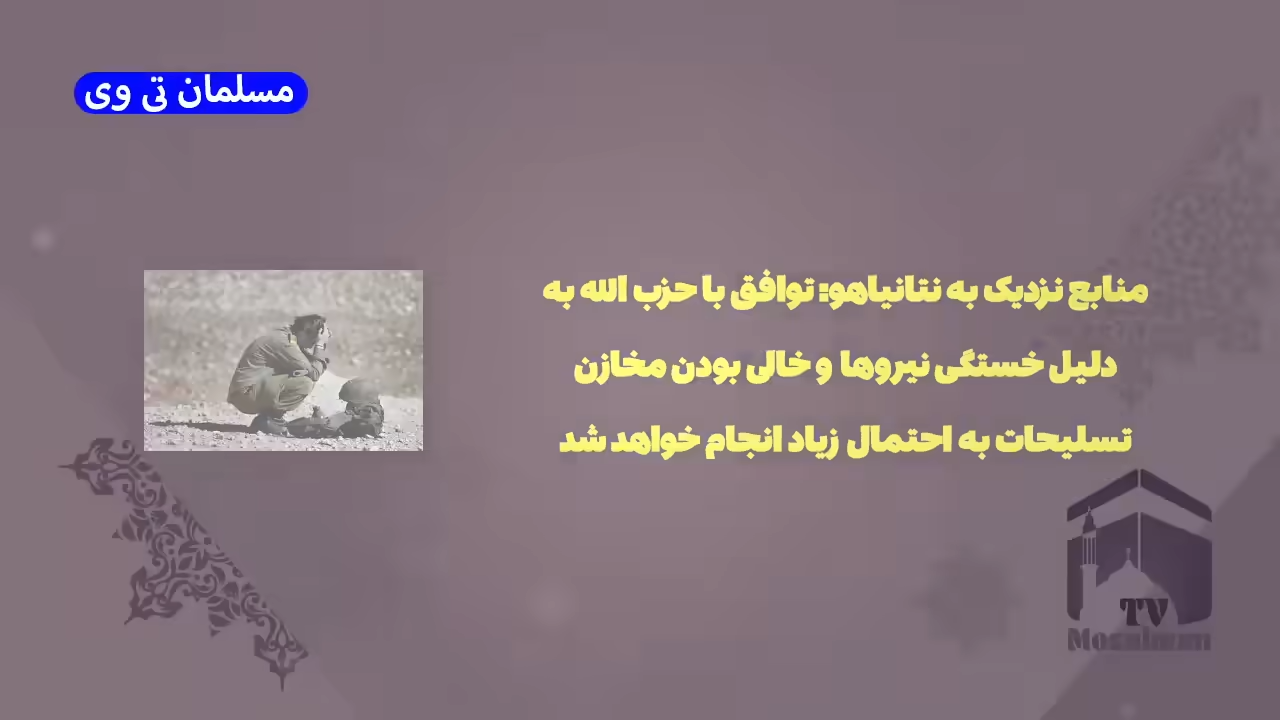 مسلمان تی وی
منابع نزدیک به نتانیاهو: توافق با حزب الله به
دلیل خستگی نیروها و خالی بودن مخازن
تسلیحات به احتمال زیاد انجام خواهد شد
TV
Mosalman